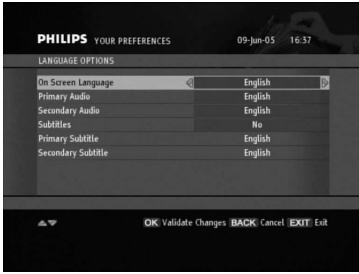 PHILIPS YOUR PREFERENCES 09-Jun-05 16:37
LANGUAGE OPTIONS
On Screen Language English
Primary Audio English
Secondary Audio English
Subtitles No
Primary Subtitle English
Secondary Subtitle English
OK Validate Changes BACK Cancel EXIT Exit